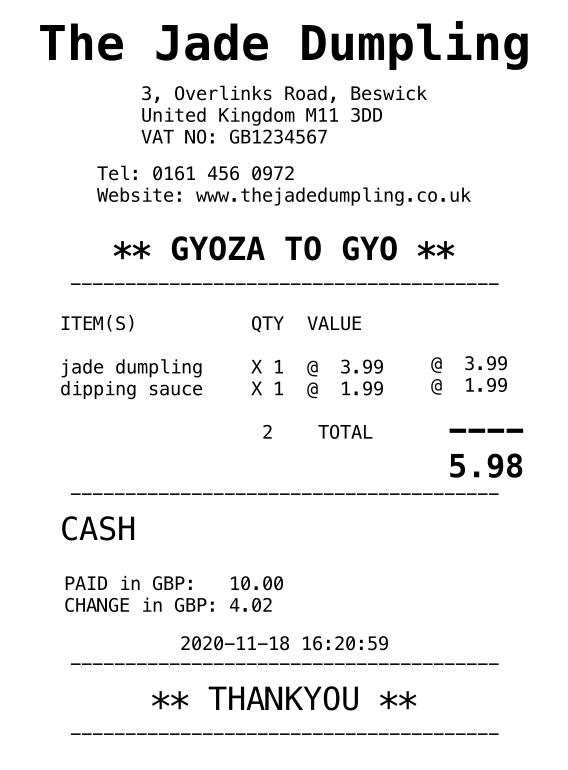 The Jade Dumpling
3, Overlinks Road, Beswick
United Kingdom M11 3DD
VAT NO: GB1234567
Tel: 0161 456 0972
Website: www.thejadedumpling.co.uk
** GYOZA TO GYO **
---------------------------------------
ITEM(S) QTY VALUE
jade dumpling X 1 @ 3.99 @ 3.99
dipping sauce X 1 @ 1.99 @ 1.99
2 TOTAL ----
5.98
---------------------------------------
CASH
PAID in GBP: 10.00
CHANGE in GBP: 4.02
2020-11-18 16:20:59
---------------------------------------
** THANKYOU **
---------------------------------------